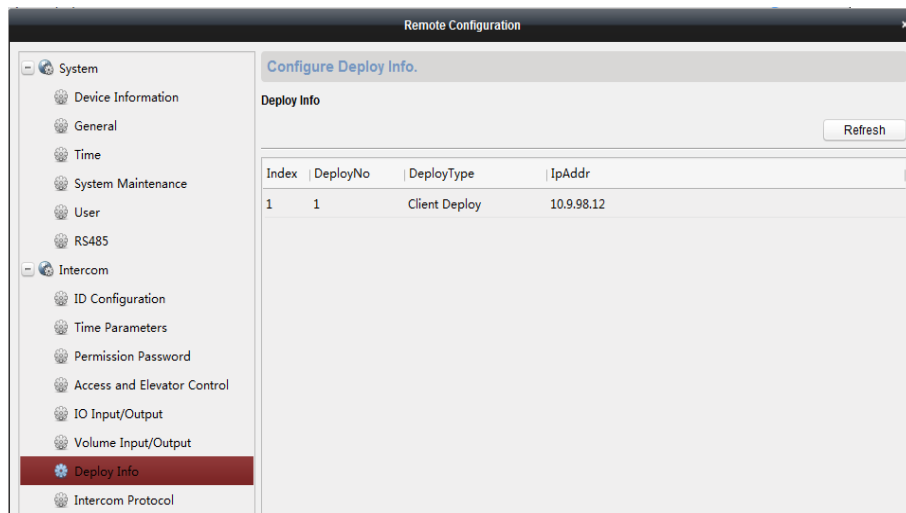 Remote Configuration
System
Device Information
General
Time
System Maintenance
User
RS485
Intercom
ID Configuration
Time Parameters
Permission Password
Access and Elevator Control
IO Input/Output
Volume Input/Output
Deploy Info
Intercom Protocol
Configure Deploy Info.
Deploy Info
Refresh
Index DeployNo DeployType IpAddr
1 1 Client Deploy 10.9.98.12